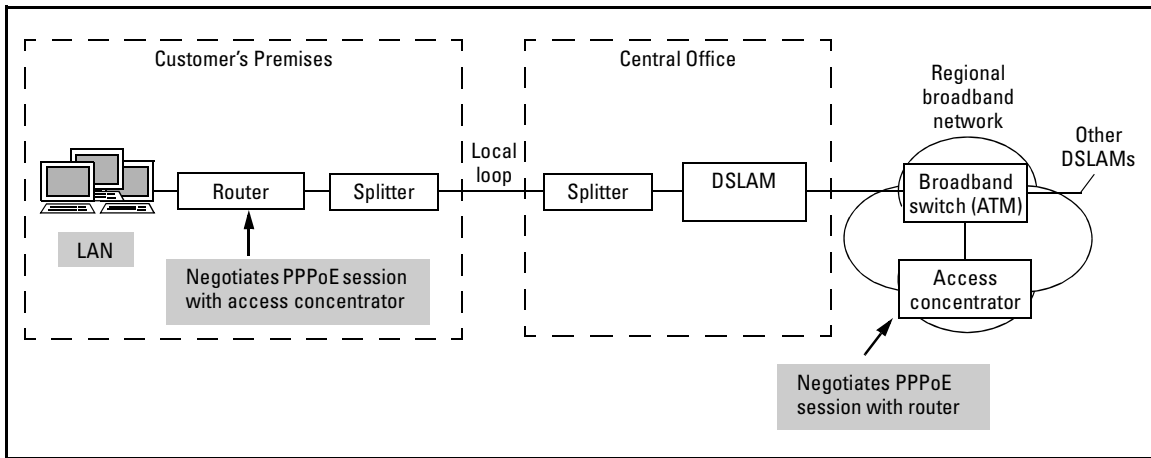 Customer's Premises
Central Office
Regional
broadband
network
Other
DSLAMs
Local
loop
Router
Splitter
Splitter
DSLAM
Broadband
switch (ATM)
LAN
Negotiates PPPoE session
with access concentrator
Access
concentrator
Negotiates PPPoE
session with router